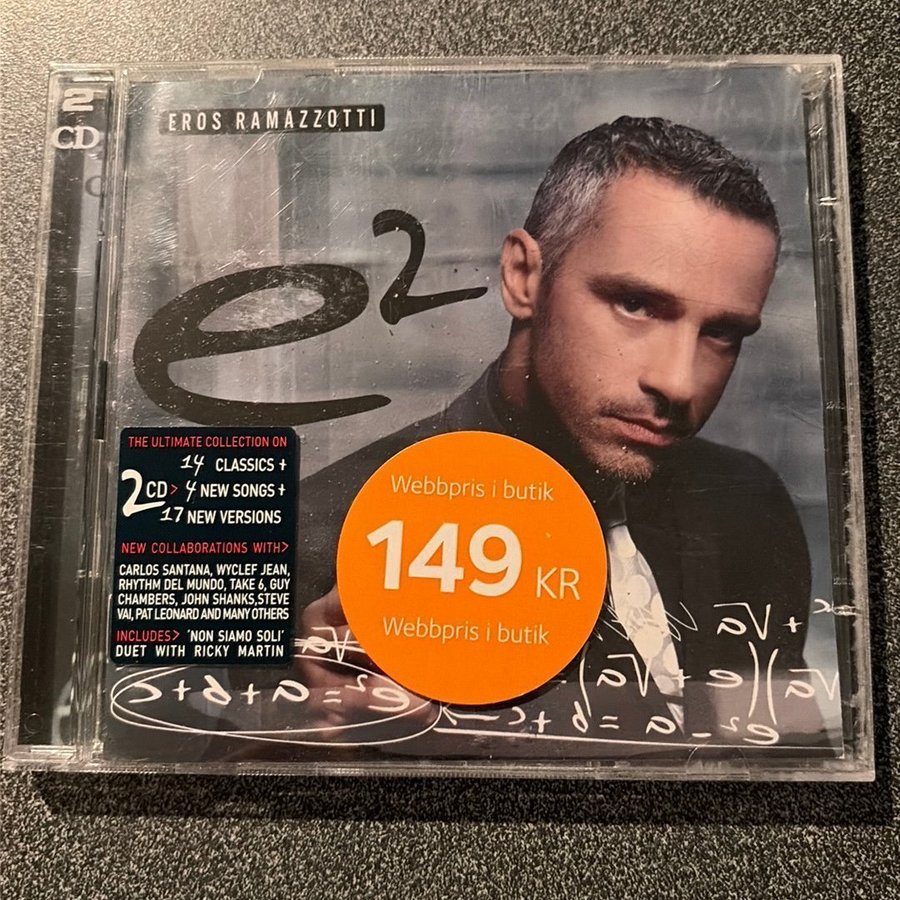 2
CD
EROS RAMAZZOTTI
e²
THE ULTIMATE COLLECTION ON
2CD> 14 CLASSICS +
4 NEW SONGS +
17 NEW VERSIONS
NEW COLLABORATIONS WITH>
CARLOS SANTANA, WYCLEF JEAN,
RHYTHM DEL MUNDO, TAKE 6, GUY
CHAMBERS, JOHN SHANKS, STEVE
VAI, PAT LEONARD AND MANY OTHERS
INCLUDES> 'NON SIAMO SOLI'
DUET WITH RICKY MARTIN
Webbpris i butik
149 KR
Webbpris i butik
e² = a + b + c